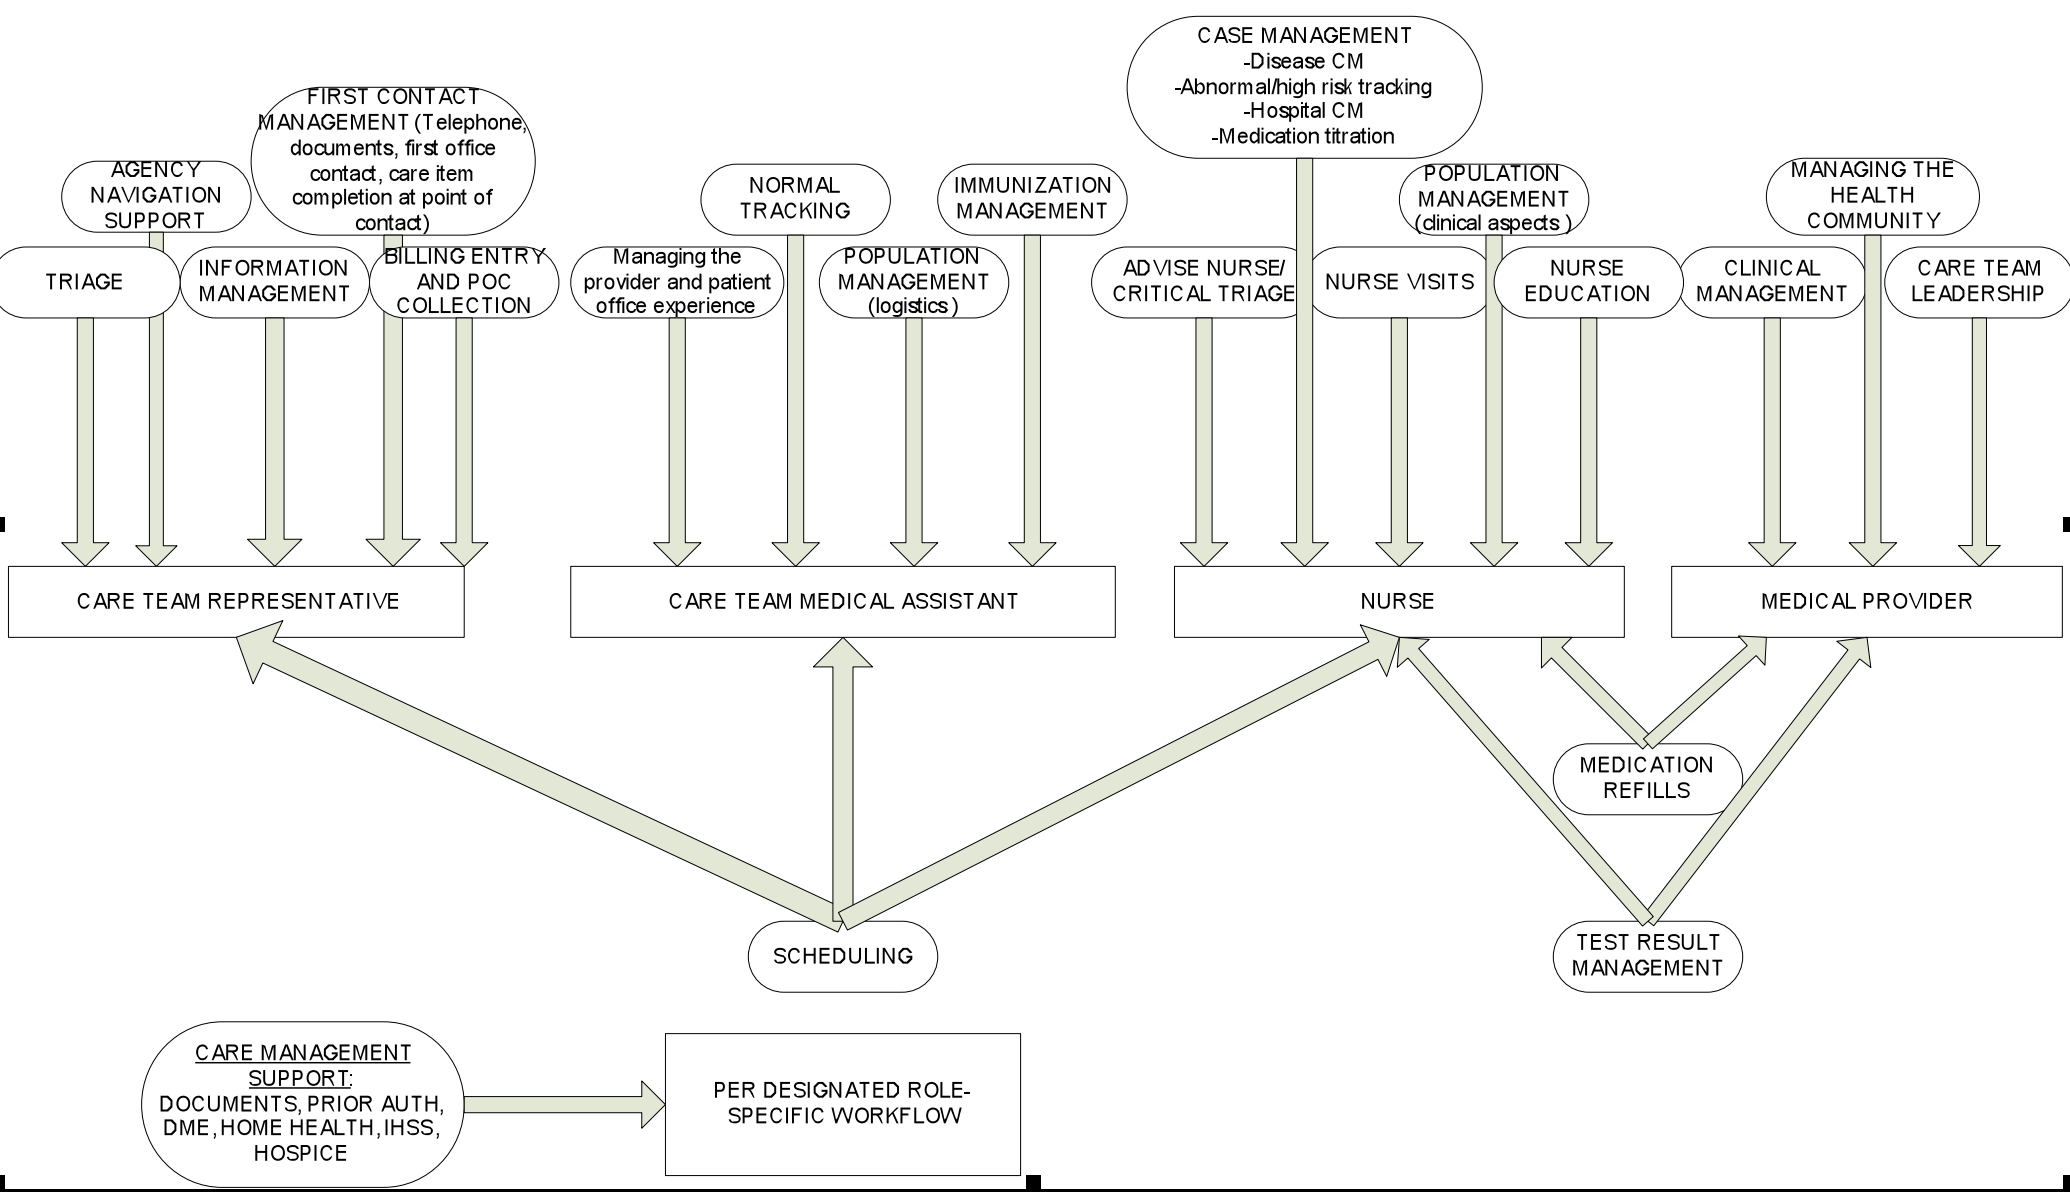 CASE MANAGEMENT
-Disease CM
-Abnormal/high risk tracking
-Hospital CM
-Medication titration
FIRST CONTACT
MANAGEMENT (Telephone,
documents, first office
contact, care item
completion at point of
contact)
AGENCY
NAVIGATION
SUPPORT
NORMAL
TRACKING
IMMUNIZATION
MANAGEMENT
POPULATION
MANAGEMENT
(clinical aspects )
MANAGING THE
HEALTH
COMMUNITY
TRIAGE
INFORMATION
MANAGEMENT
BILLING ENTRY
AND POC
COLLECTION
Managing the
provider and patient
office experience
POPULATION
MANAGEMENT
(logistics )
ADVISE NURSE/
CRITICAL TRIAGE
NURSE VISITS
NURSE
EDUCATION
CLINICAL
MANAGEMENT
CARE TEAM
LEADERSHIP
CARE TEAM REPRESENTATIVE
CARE TEAM MEDICAL ASSISTANT
NURSE
MEDICAL PROVIDER
MEDICATION
REFILLS
SCHEDULING
TEST RESULT
MANAGEMENT
CARE MANAGEMENT
SUPPORT:
DOCUMENTS, PRIOR AUTH,
DME, HOME HEALTH, IHSS,
HOSPICE
PER DESIGNATED ROLE-
SPECIFIC WORKFLOW